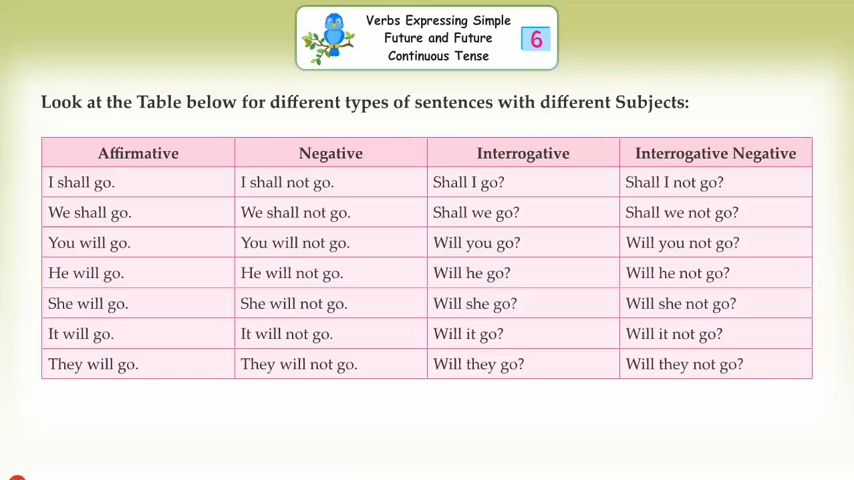 Verbs Expressing Simple
Future and Future
Continuous Tense
6
Look at the Table below for different types of sentences with different Subjects:
Affirmative Negative Interrogative Interrogative Negative
I shall go. I shall not go. Shall I go? Shall I not go?
We shall go. We shall not go. Shall we go? Shall we not go?
You will go. You will not go. Will you go? Will you not go?
He will go. He will not go. Will he go? Will he not go?
She will go. She will not go. Will she go? Will she not go?
It will go. It will not go. Will it go? Will it not go?
They will go. They will not go. Will they go? Will they not go?